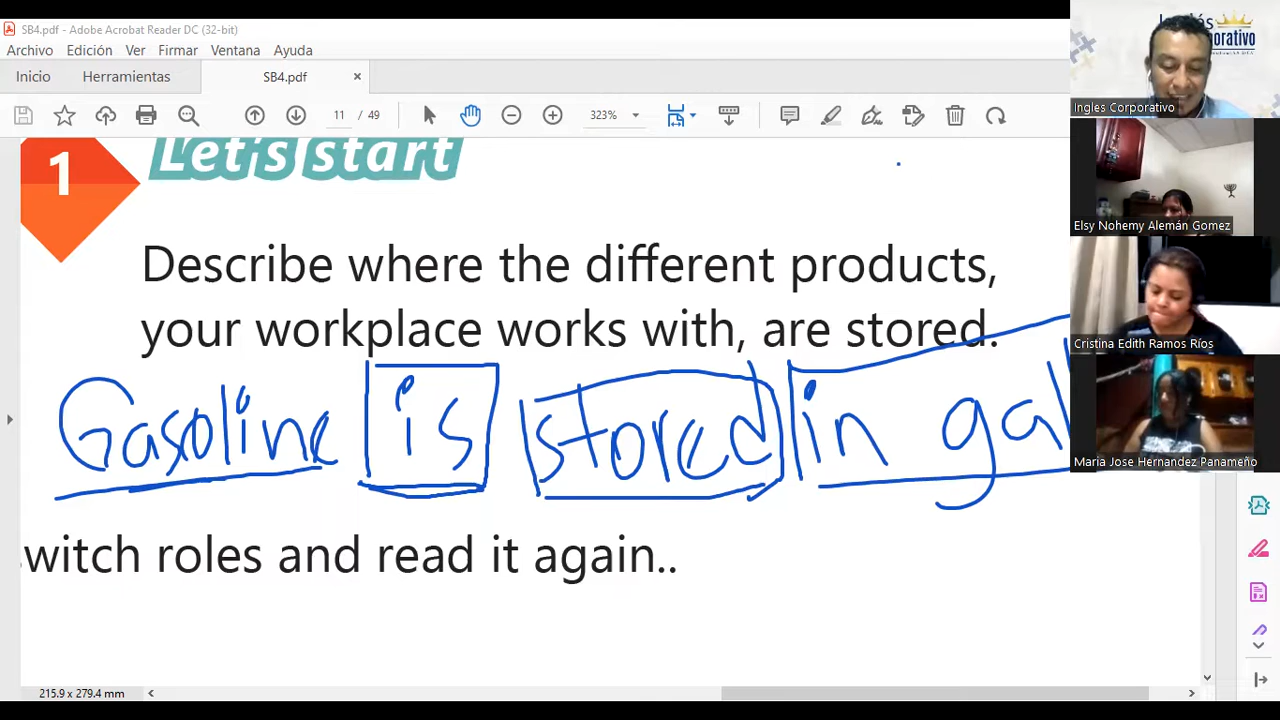 SB4.pdf - Adobe Acrobat Reader DC (32-bit)
Archivo Edición Ver Firmar Ventana Ayuda
Inicio Herramientas SB4.pdf ×
11 / 49 323%
1 Let's start
Describe where the different products,
your workplace works with, are stored.
Gasoline is stored in gal
witch roles and read it again..
215.9 x 279.4 mm
Ingles Corporativo
Elsy Nohemy Alemán Gomez
Cristina Edith Ramos Ríos
Maria Jose Hernandez Panameño